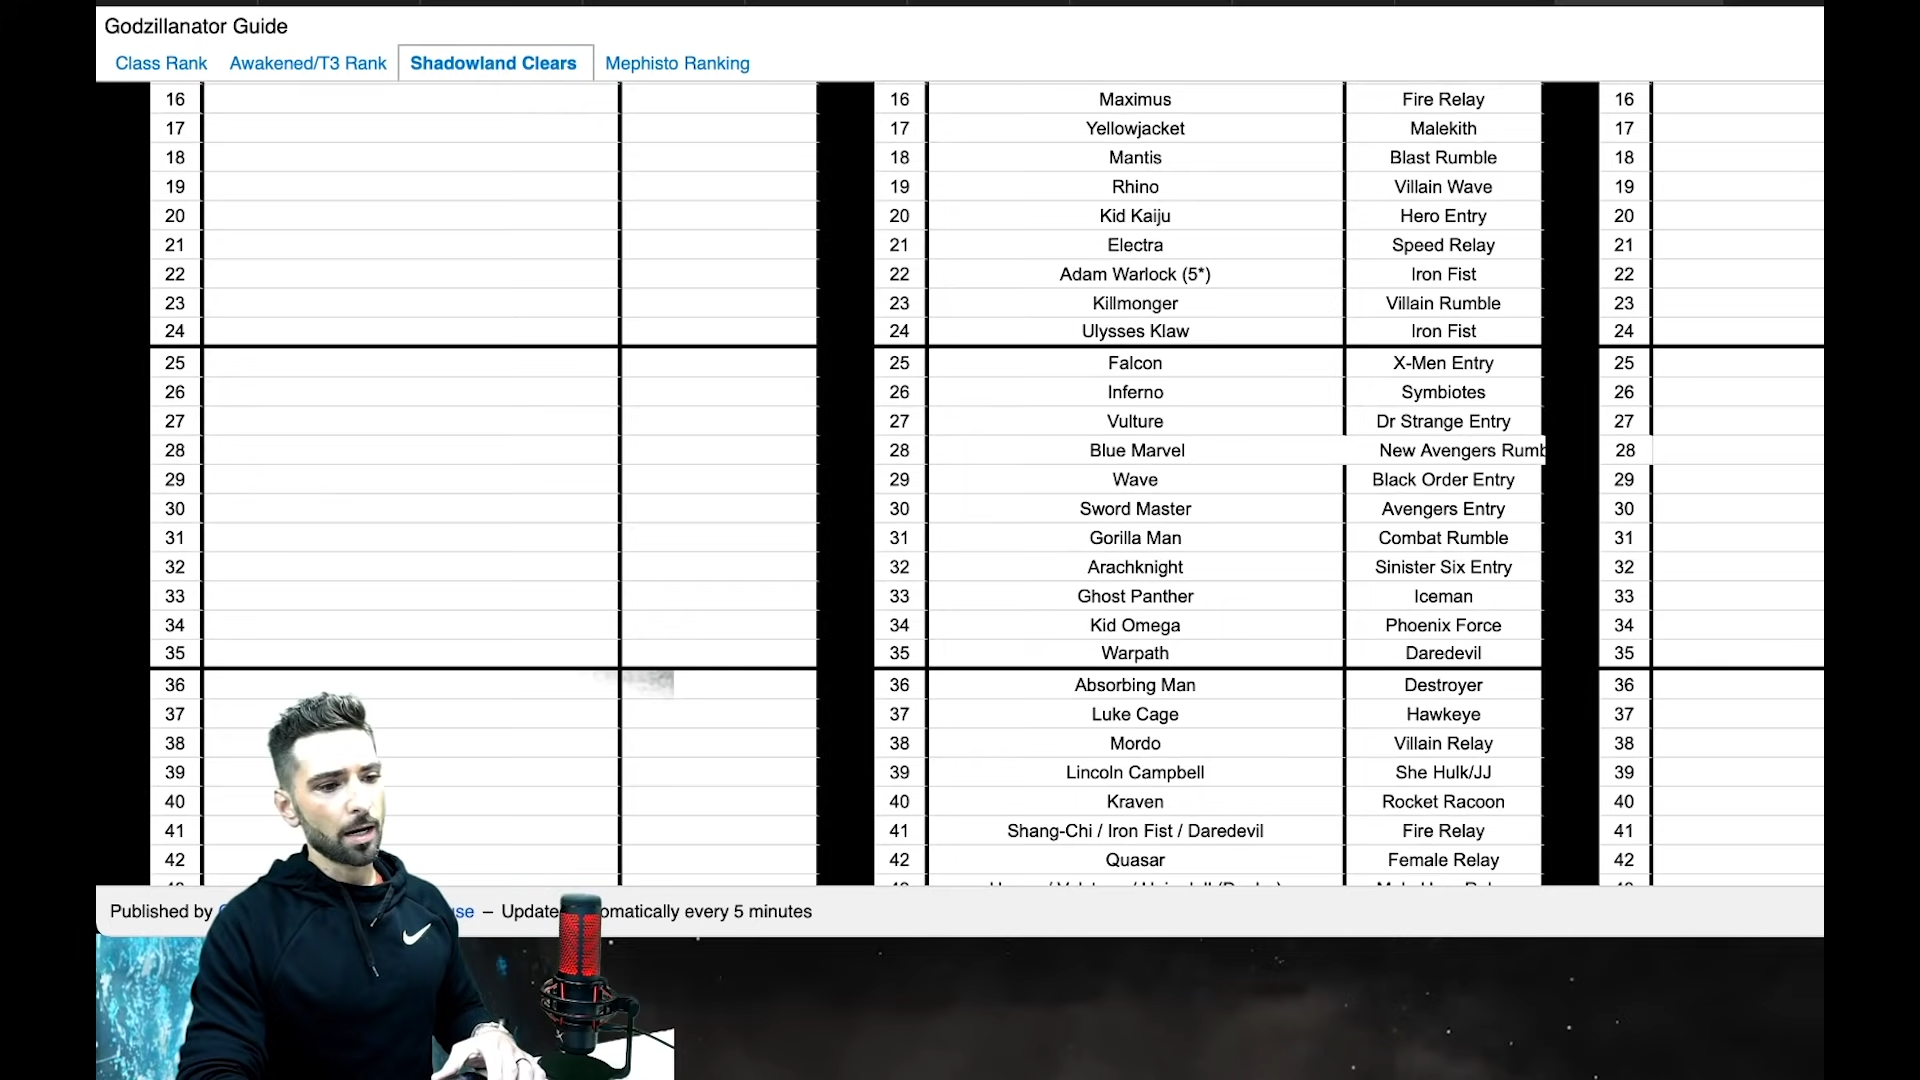 Godzillanator Guide
Class Rank Awakened/T3 Rank Shadowland Clears Mephisto Ranking
16 16 Maximus Fire Relay 16
17 17 Yellowjacket Malekith 17
18 18 Mantis Blast Rumble 18
19 19 Rhino Villain Wave 19
20 20 Kid Kaiju Hero Entry 20
21 21 Electra Speed Relay 21
22 22 Adam Warlock (5*) Iron Fist 22
23 23 Killmonger Villain Rumble 23
24 24 Ulysses Klaw Iron Fist 24
25 25 Falcon X-Men Entry 25
26 26 Inferno Symbiotes 26
27 27 Vulture Dr Strange Entry 27
28 28 Blue Marvel New Avengers Rumb 28
29 29 Wave Black Order Entry 29
30 30 Sword Master Avengers Entry 30
31 31 Gorilla Man Combat Rumble 31
32 32 Arachknight Sinister Six Entry 32
33 33 Ghost Panther Iceman 33
34 34 Kid Omega Phoenix Force 34
35 35 Warpath Daredevil 35
36 36 Absorbing Man Destroyer 36
37 37 Luke Cage Hawkeye 37
38 38 Mordo Villain Relay 38
39 39 Lincoln Campbell She Hulk/JJ 39
40 40 Kraven Rocket Racoon 40
41 41 Shang-Chi / Iron Fist / Daredevil Fire Relay 41
42 42 Quasar Female Relay 42
Published by – Update omatically every 5 minutes